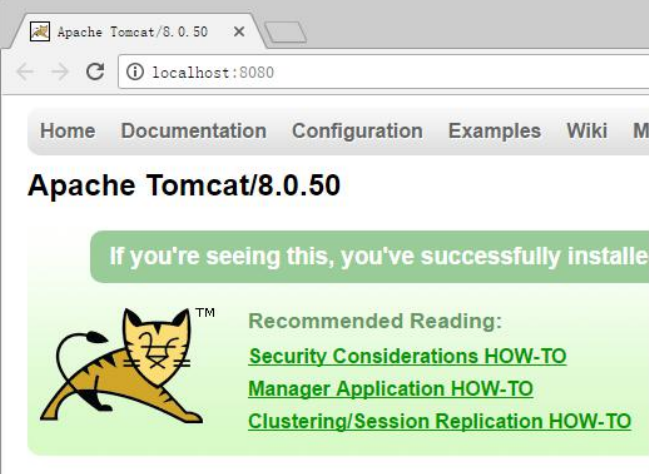 Apache Tomcat/8.0.50
localhost:8080
Home Documentation Configuration Examples Wiki M
Apache Tomcat/8.0.50
If you're seeing this, you've successfully installe
TM
Recommended Reading:
Security Considerations HOW-TO
Manager Application HOW-TO
Clustering/Session Replication HOW-TO